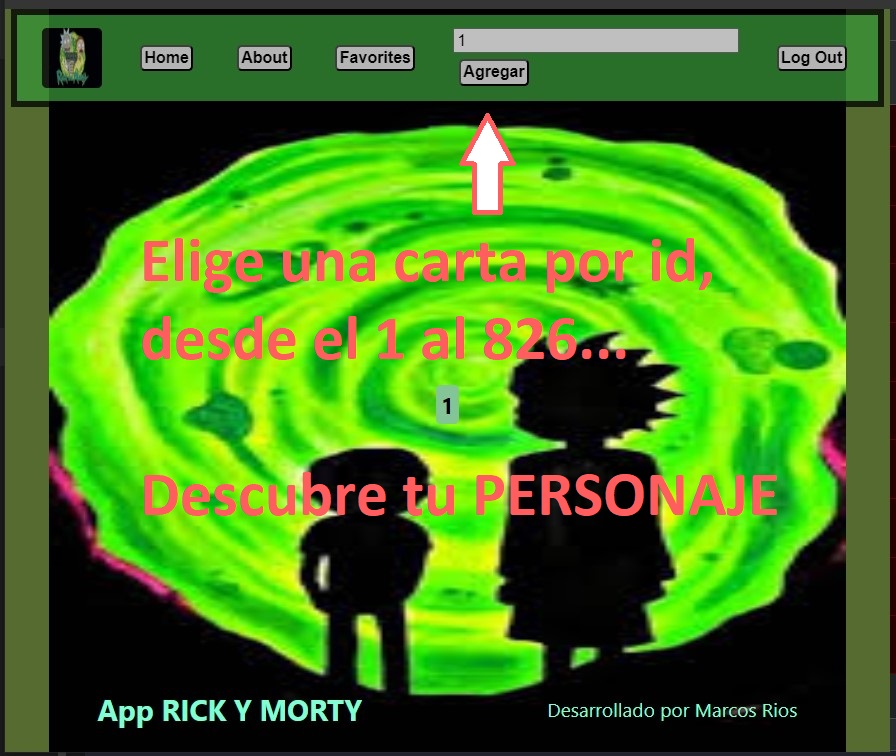 Home
About
Favorites
1
Agregar
Log Out
Elige una carta por id,
desde el 1 al 826...
1
Descubre tu PERSONAJE
App RICK Y MORTY
Desarrollado por Marcos Rios